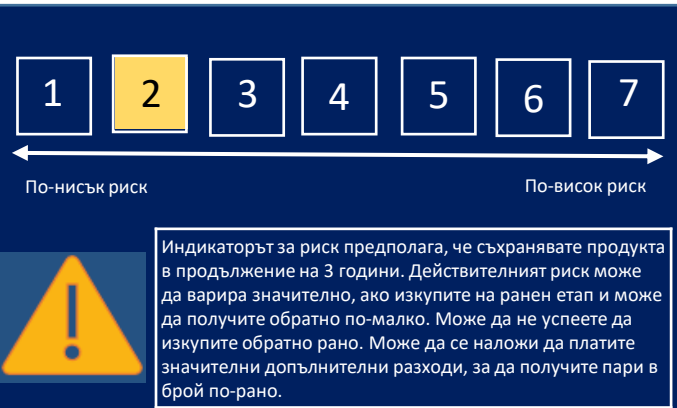 1 2 3 4 5 6 7
По-нисък риск По-висок риск
Индикаторът за риск предполага, че съхранявате продукта
в продължение на 3 години. Действителният риск може
да варира значително, ако изкупите на ранен етап и може
да получите обратно по-малко. Може да не успеете да
изкупите обратно рано. Може да се наложи да платите
значителни допълнителни разходи, за да получите пари в
брой по-рано.